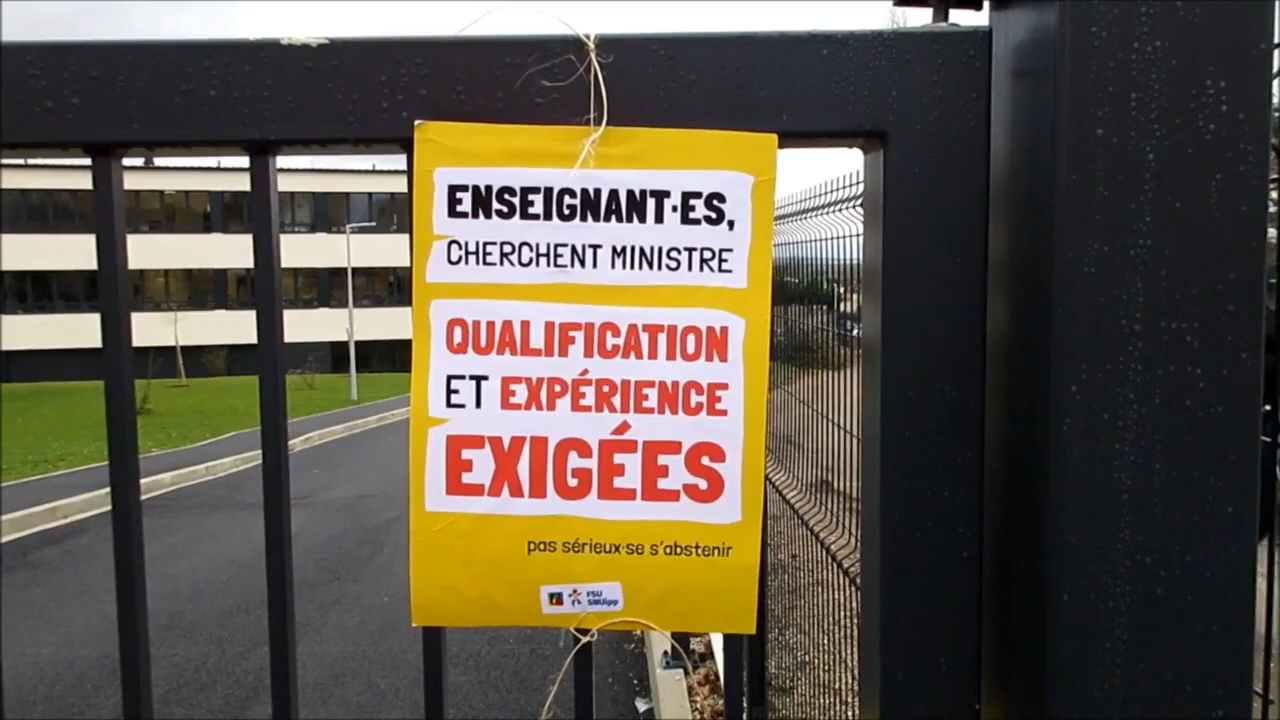 ENSEIGNANT·ES,
CHERCHENT MINISTRE
QUALIFICATION
ET EXPÉRIENCE
EXIGÉES
pas sérieux·se s'abstenir
FSU
SNUipp